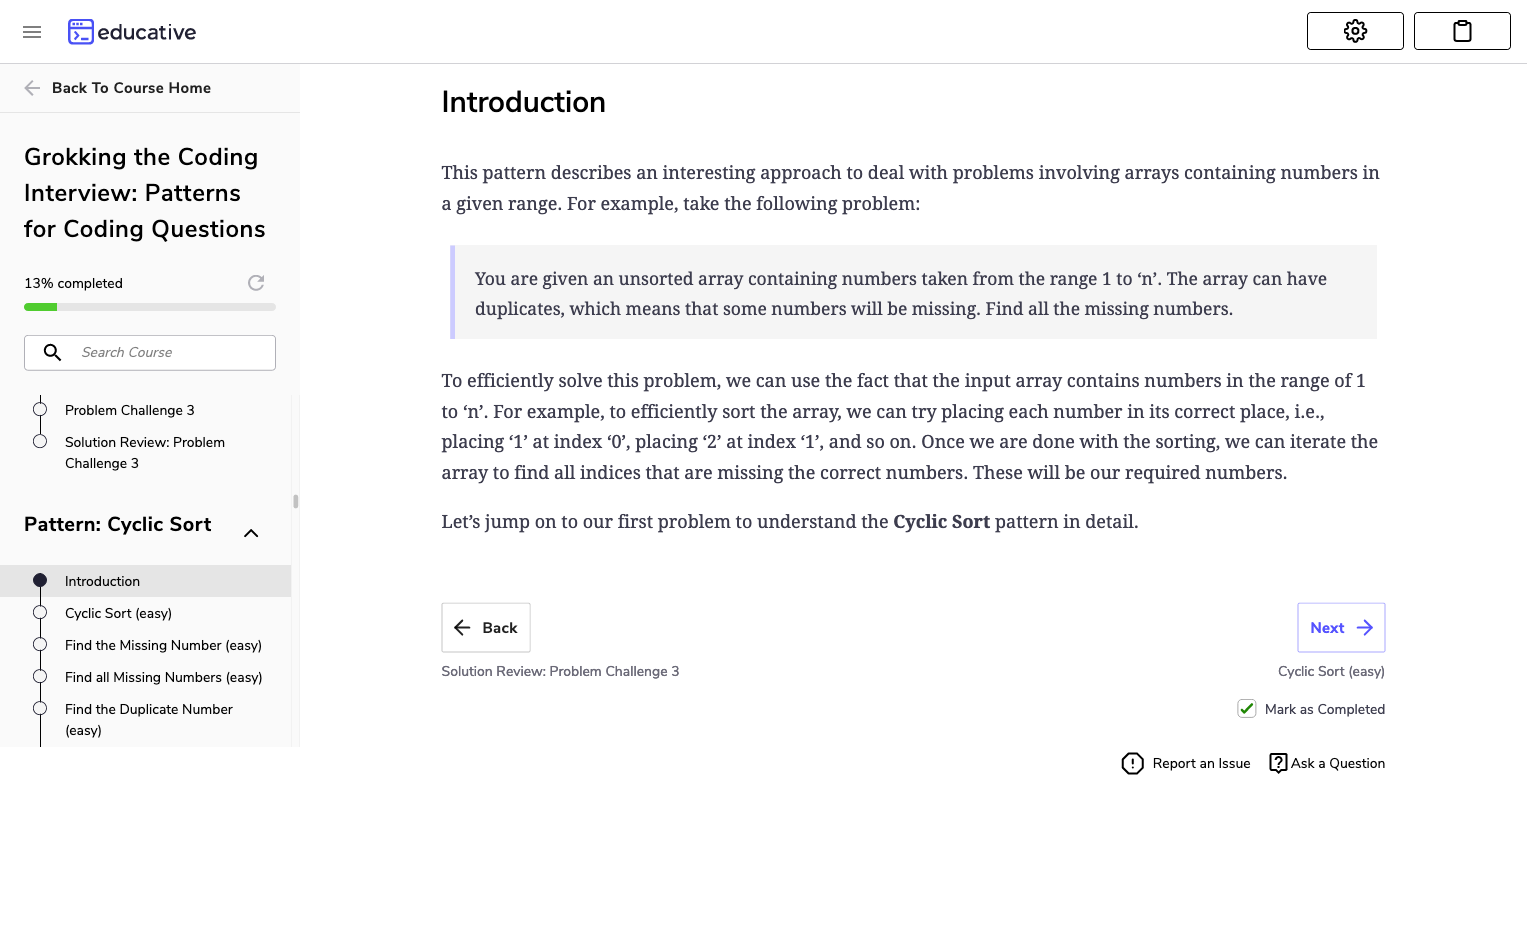 educative
Back To Course Home
Grokking the Coding
Interview: Patterns
for Coding Questions
13% completed
Search Course
Problem Challenge 3
Solution Review: Problem
Challenge 3
Pattern: Cyclic Sort
Introduction
Cyclic Sort (easy)
Find the Missing Number (easy)
Find all Missing Numbers (easy)
Find the Duplicate Number
(easy)
Introduction
This pattern describes an interesting approach to deal with problems involving arrays containing numbers in
a given range. For example, take the following problem:
You are given an unsorted array containing numbers taken from the range 1 to ‘n’. The array can have
duplicates, which means that some numbers will be missing. Find all the missing numbers.
To efficiently solve this problem, we can use the fact that the input array contains numbers in the range of 1
to ‘n’. For example, to efficiently sort the array, we can try placing each number in its correct place, i.e.,
placing ‘1’ at index ‘0’, placing ‘2’ at index ‘1’, and so on. Once we are done with the sorting, we can iterate the
array to find all indices that are missing the correct numbers. These will be our required numbers.
Let’s jump on to our first problem to understand the Cyclic Sort pattern in detail.
Back
Next
Solution Review: Problem Challenge 3
Cyclic Sort (easy)
Mark as Completed
Report an Issue
Ask a Question